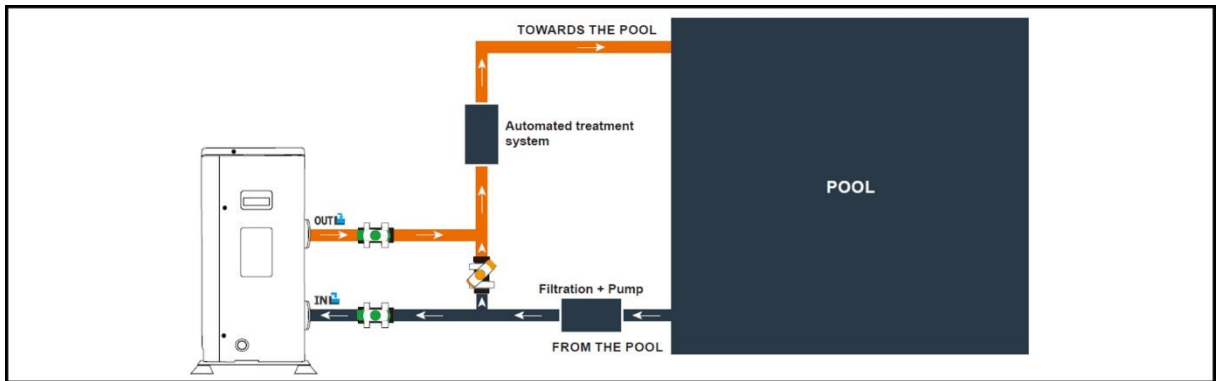 TOWARDS THE POOL
Automated treatment
system
POOL
OUT
IN
Filtration + Pump
FROM THE POOL